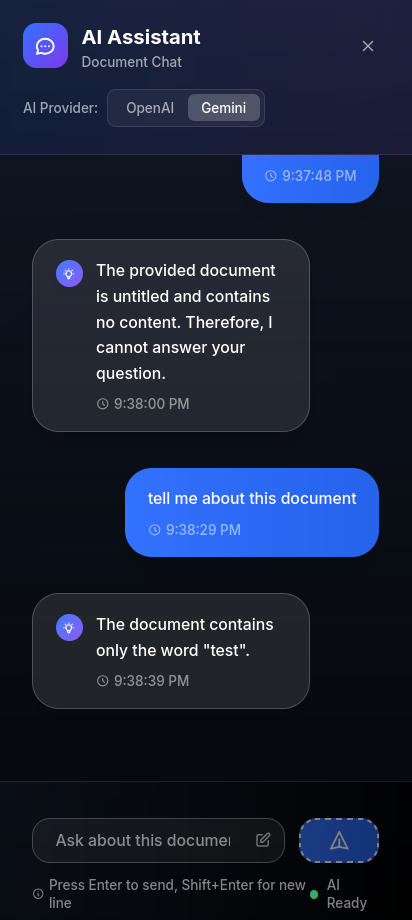 AI Assistant
Document Chat
AI Provider: OpenAI Gemini
9:37:48 PM
The provided document
is untitled and contains
no content. Therefore, I
cannot answer your
question.
9:38:00 PM
tell me about this document
9:38:29 PM
The document contains
only the word "test".
9:38:39 PM
Ask about this documen
Press Enter to send, Shift+Enter for new
line
AI
Ready